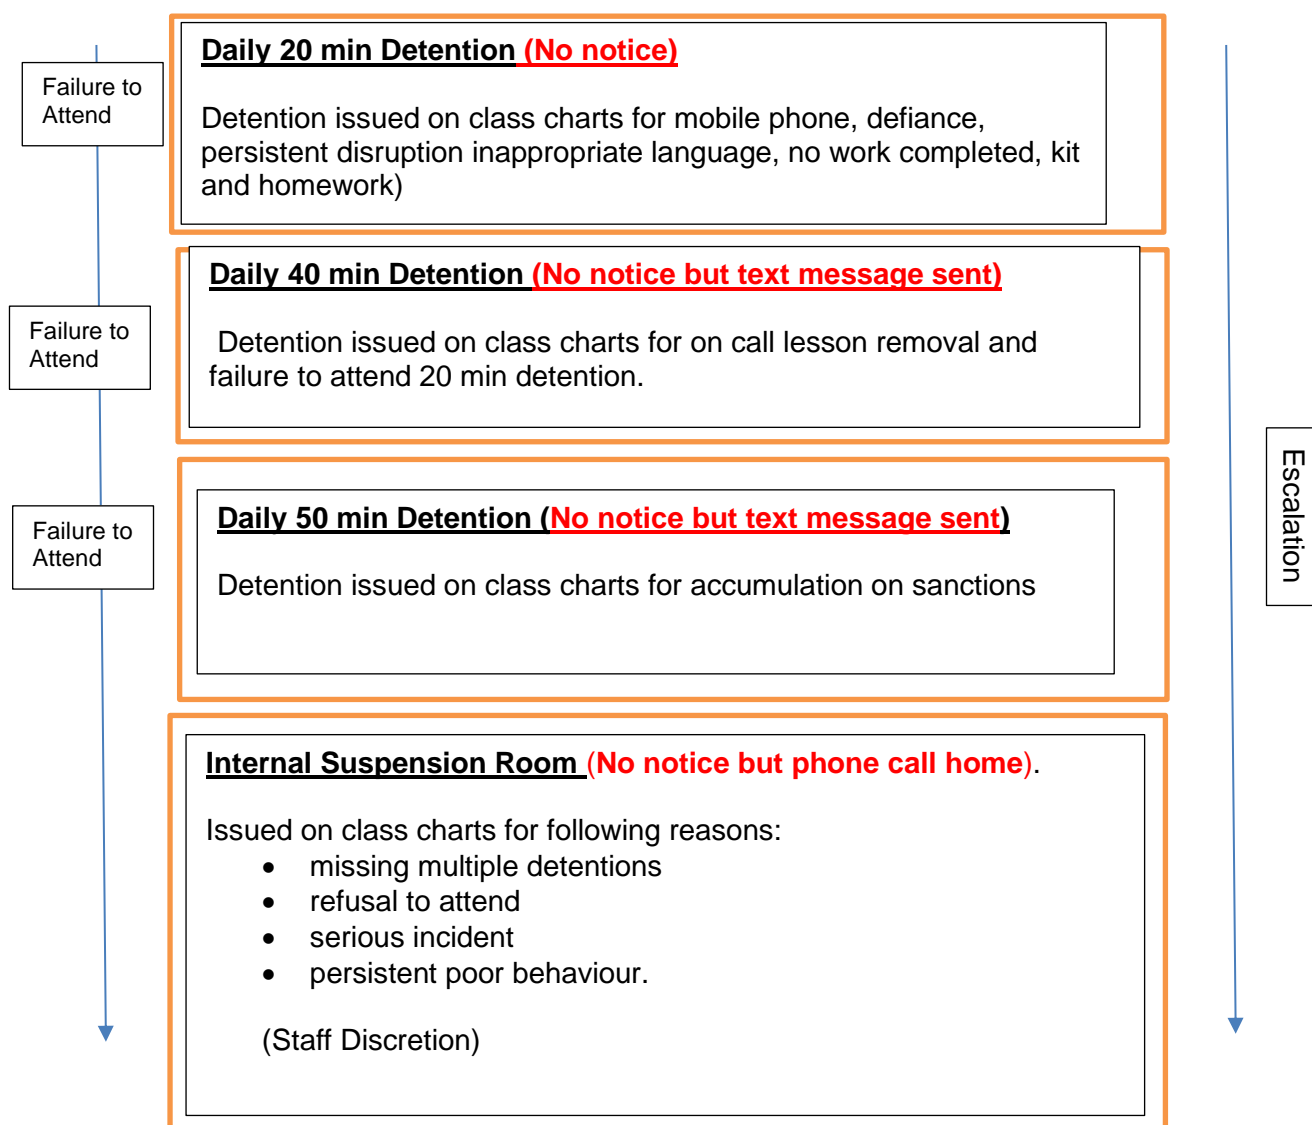 Daily 20 min Detention (No notice)
Failure to
Attend
Detention issued on class charts for mobile phone, defiance,
persistent disruption inappropriate language, no work completed, kit
and homework)
Daily 40 min Detention (No notice but text message sent)
Failure to
Attend
Detention issued on class charts for on call lesson removal and
failure to attend 20 min detention.
Daily 50 min Detention (No notice but text message sent)
Failure to
Attend
Detention issued on class charts for accumulation on sanctions
Escalation
Internal Suspension Room (No notice but phone call home).
Issued on class charts for following reasons:
• missing multiple detentions
• refusal to attend
• serious incident
• persistent poor behaviour.
(Staff Discretion)